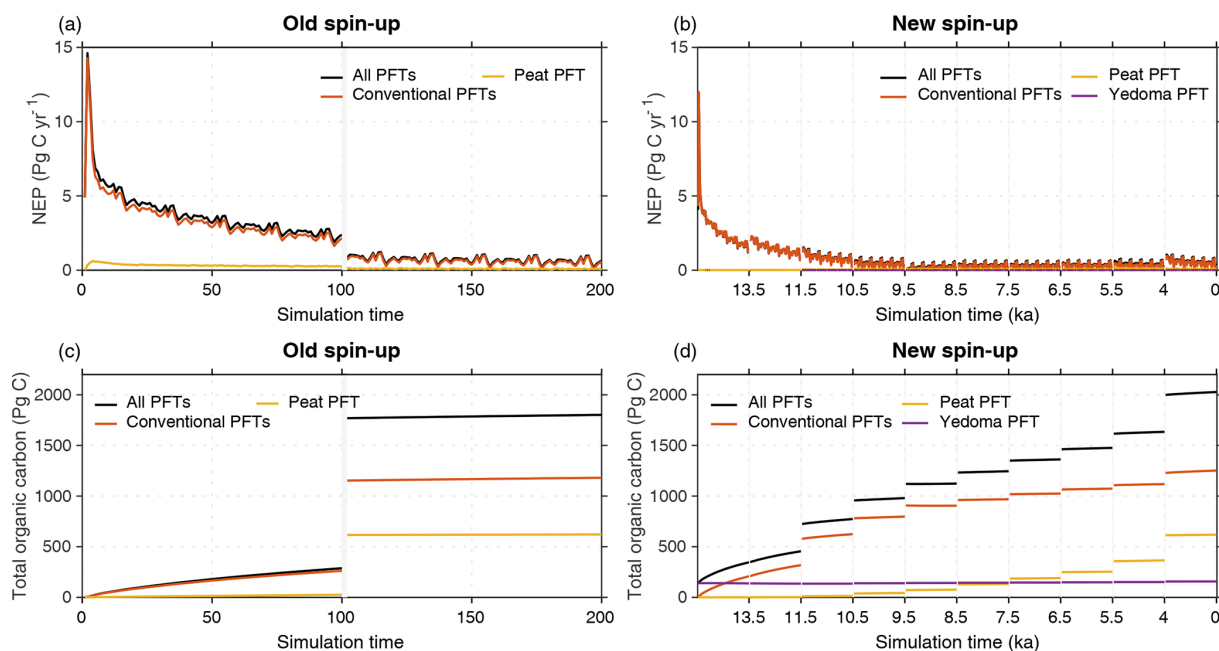 (a)
Old spin-up
15
10
5
0
NEP (Pg C yr⁻¹)
All PFTs
Conventional PFTs
Peat PFT
0
50
100
150
200
Simulation time
(b)
New spin-up
15
10
5
0
NEP (Pg C yr⁻¹)
All PFTs
Conventional PFTs
Peat PFT
Yedoma PFT
13.5
11.5
10.5
9.5
8.5
7.5
6.5
5.5
4
0
Simulation time (ka)
(c)
Old spin-up
2000
1500
1000
500
0
Total organic carbon (Pg C)
All PFTs
Conventional PFTs
Peat PFT
0
50
100
150
200
Simulation time
(d)
New spin-up
2000
1500
1000
500
0
Total organic carbon (Pg C)
All PFTs
Conventional PFTs
Peat PFT
Yedoma PFT
13.5
11.5
10.5
9.5
8.5
7.5
6.5
5.5
4
0
Simulation time (ka)